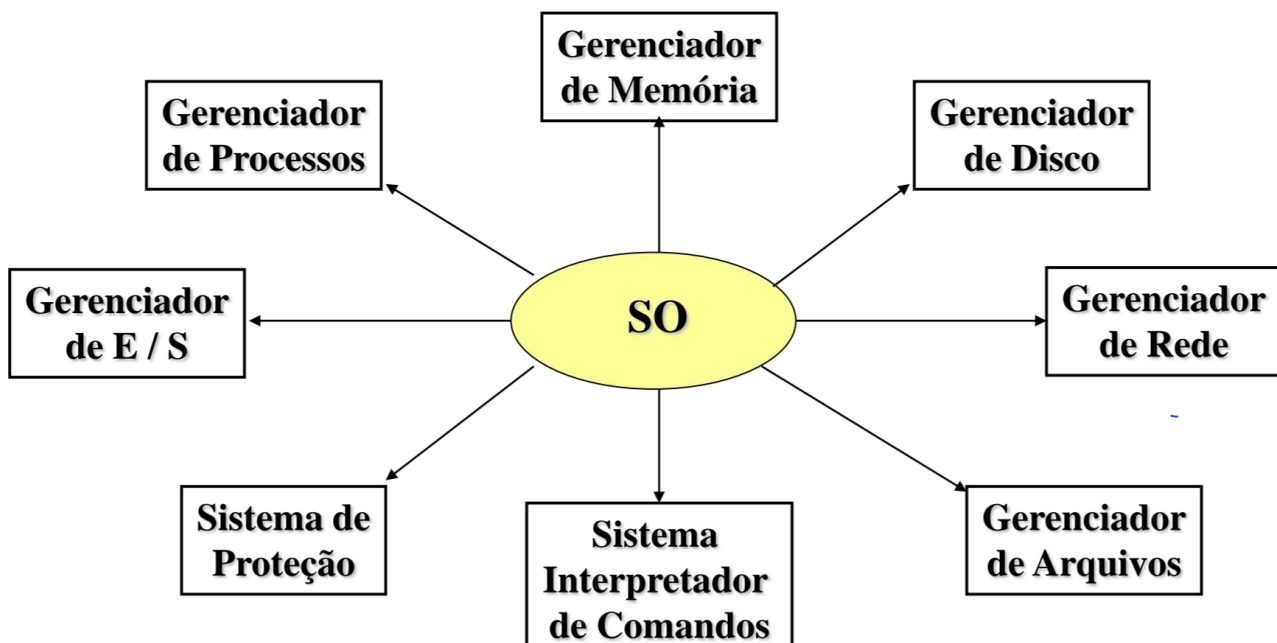 Gerenciador
de Memória
Gerenciador
de Processos
Gerenciador
de Disco
Gerenciador
de E / S
SO
Gerenciador
de Rede
Sistema de
Proteção
Sistema
Interpretador
de Comandos
Gerenciador
de Arquivos